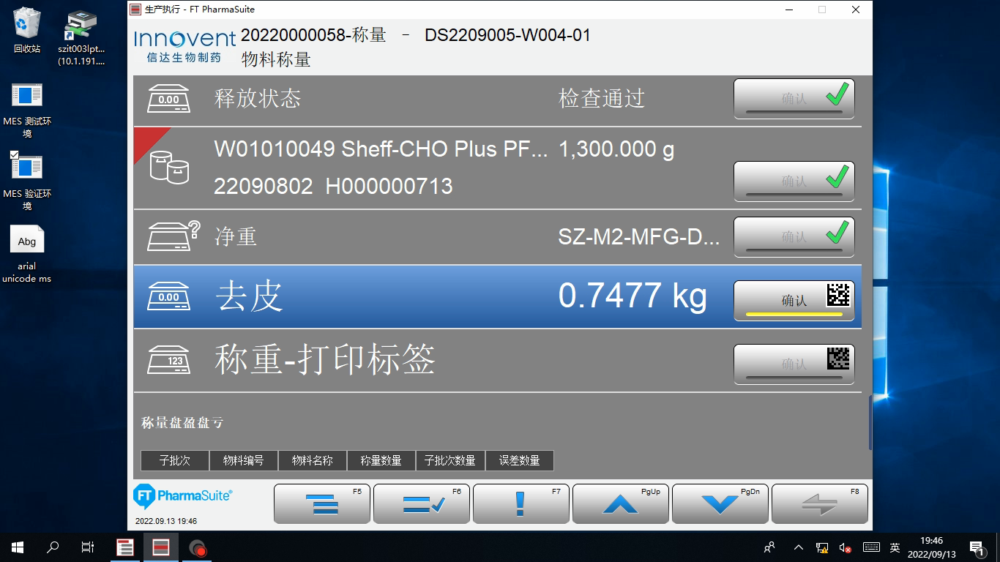 回收站
szit003lpt...
(10.1.191....
MES 测试环
境
MES 验证环
境
Abg
arial
unicode ms
生产执行 - FT PharmaSuite
Innovent
信达生物制药
20220000058-称量 - DS2209005-W004-01
物料称量
0.00
释放状态 检查通过 确认
W01010049 Sheff-CHO Plus PF... 1,300.000 g
22090802 H000000713 确认
? 净重 SZ-M2-MFG-D... 确认
0.00 去皮 0.7477 kg 确认
123 称重-打印标签 确认
称量盘盈盘亏
子批次 物料编号 物料名称 称量数量 子批次数量 误差数量
FT PharmaSuite®
2022.09.13 19:46
F5 F6 F7 PgUp PgDn F8
英
19:46
2022/09/13
1